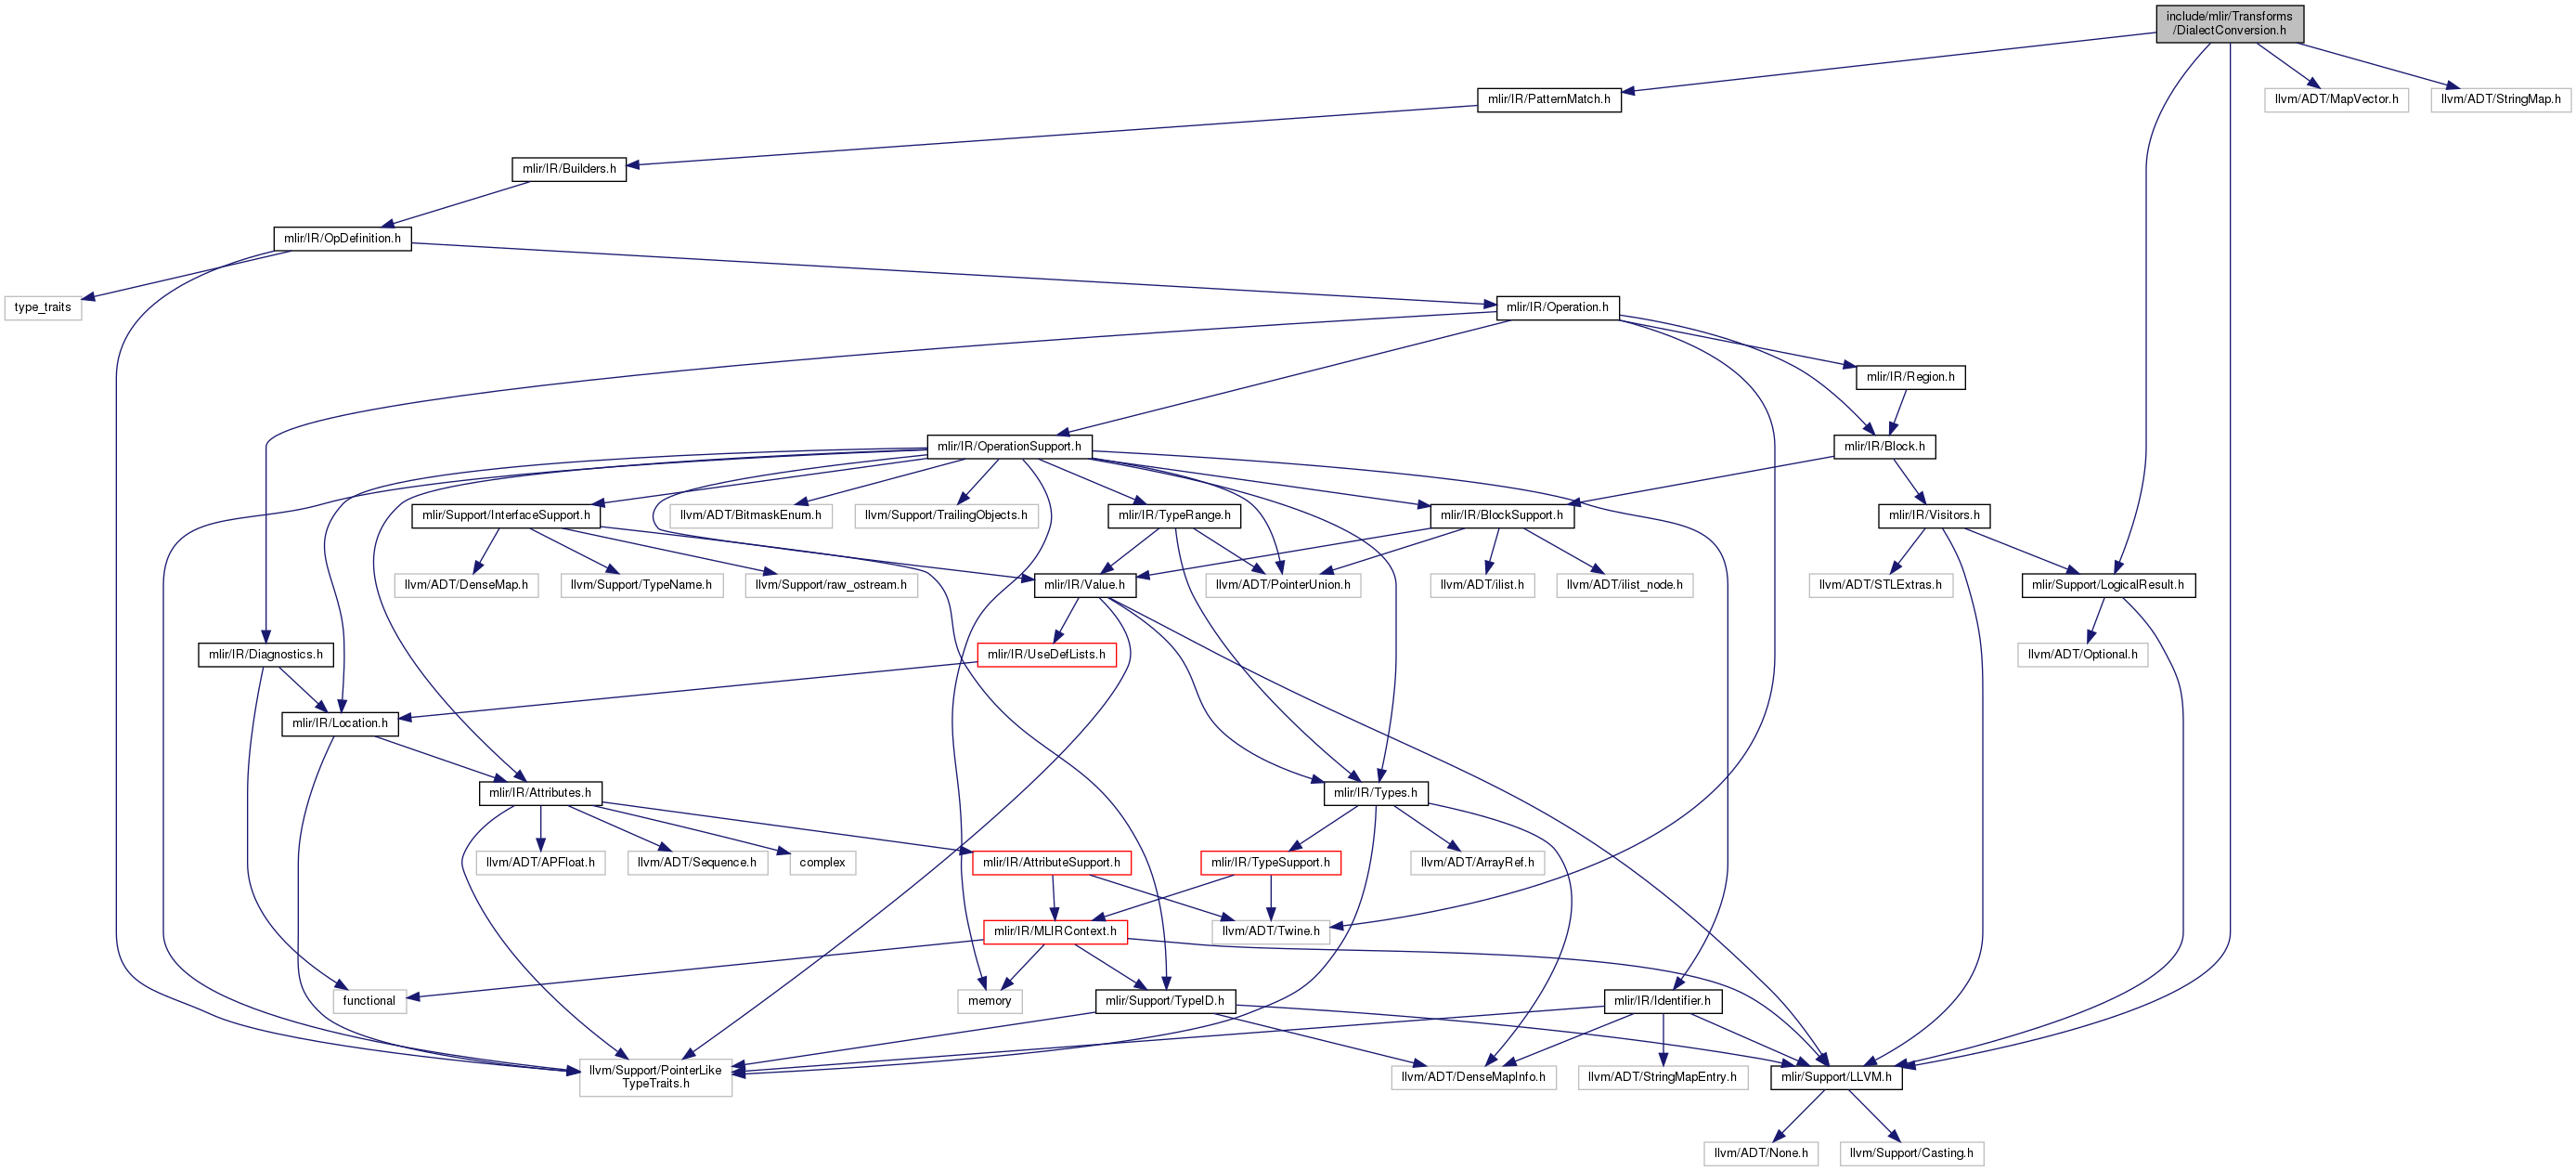 include/mlir/Transforms
/DialectConversion.h
mlir/IR/PatternMatch.h
llvm/ADT/MapVector.h
llvm/ADT/StringMap.h
mlir/IR/Builders.h
mlir/IR/OpDefinition.h
type_traits
mlir/IR/Operation.h
mlir/IR/Region.h
mlir/IR/OperationSupport.h
mlir/IR/Block.h
mlir/Support/InterfaceSupport.h
llvm/ADT/BitmaskEnum.h
llvm/Support/TrailingObjects.h
mlir/IR/TypeRange.h
mlir/IR/BlockSupport.h
mlir/IR/Visitors.h
llvm/ADT/DenseMap.h
llvm/Support/TypeName.h
llvm/Support/raw_ostream.h
mlir/IR/Value.h
llvm/ADT/PointerUnion.h
llvm/ADT/ilist.h
llvm/ADT/ilist_node.h
llvm/ADT/STLExtras.h
mlir/Support/LogicalResult.h
mlir/IR/Diagnostics.h
mlir/IR/UseDefLists.h
llvm/ADT/Optional.h
mlir/IR/Location.h
mlir/IR/Attributes.h
mlir/IR/Types.h
llvm/ADT/APFloat.h
llvm/ADT/Sequence.h
complex
mlir/IR/AttributeSupport.h
mlir/IR/TypeSupport.h
llvm/ADT/ArrayRef.h
mlir/IR/MLIRContext.h
llvm/ADT/Twine.h
functional
memory
mlir/Support/TypeID.h
mlir/IR/Identifier.h
llvm/Support/PointerLike
TypeTraits.h
llvm/ADT/DenseMapInfo.h
llvm/ADT/StringMapEntry.h
mlir/Support/LLVM.h
llvm/ADT/None.h
llvm/Support/Casting.h